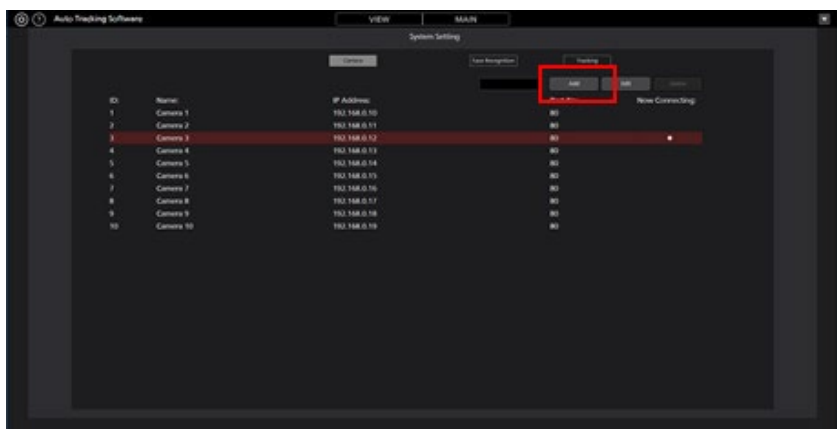 Auto Tracking Software VIEW MAIN
System Setting
Camera Face Recognition Tracking
Add Edit Delete
ID: Name: IP Address: Now Connecting:
1 Camera 1 192.168.0.10 80
2 Camera 2 192.168.0.11 80
3 Camera 3 192.168.0.12 80
4 Camera 4 192.168.0.13 80
5 Camera 5 192.168.0.14 80
6 Camera 6 192.168.0.15 80
7 Camera 7 192.168.0.16 80
8 Camera 8 192.168.0.17 80
9 Camera 9 192.168.0.18 80
10 Camera 10 192.168.0.19 80